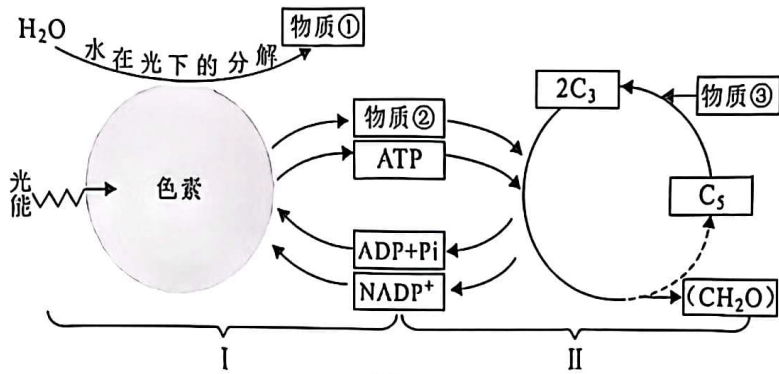 H₂O
水在光下的分解
物质①
光能
色素
物质②
ATP
ADP+Pi
NADP⁺
2C₃
物质③
C₅
(CH₂O)
I
II